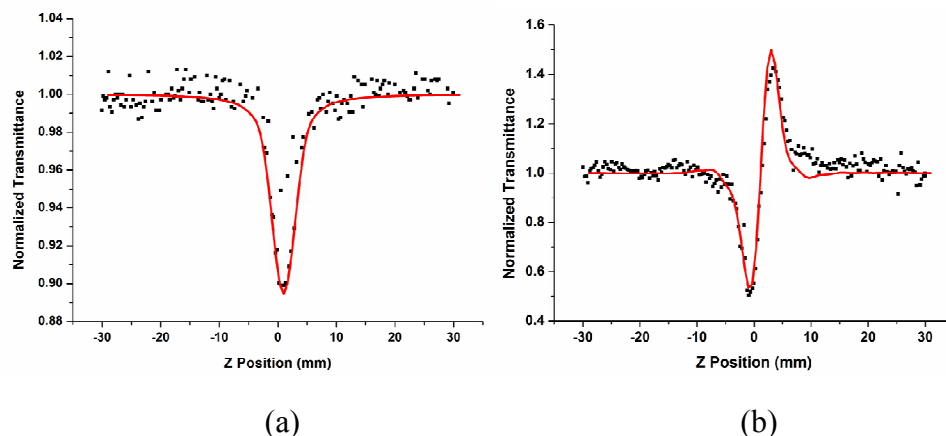 1.04
1.02
1.00
0.98
0.96
0.94
0.92
0.90
0.88
Normalized Transmittance
-30 -20 -10 0 10 20 30
Z Position (mm)
(a)
1.6
1.4
1.2
1.0
0.8
0.6
0.4
Normalized Transmittance
-30 -20 -10 0 10 20 30
Z Position (mm)
(b)